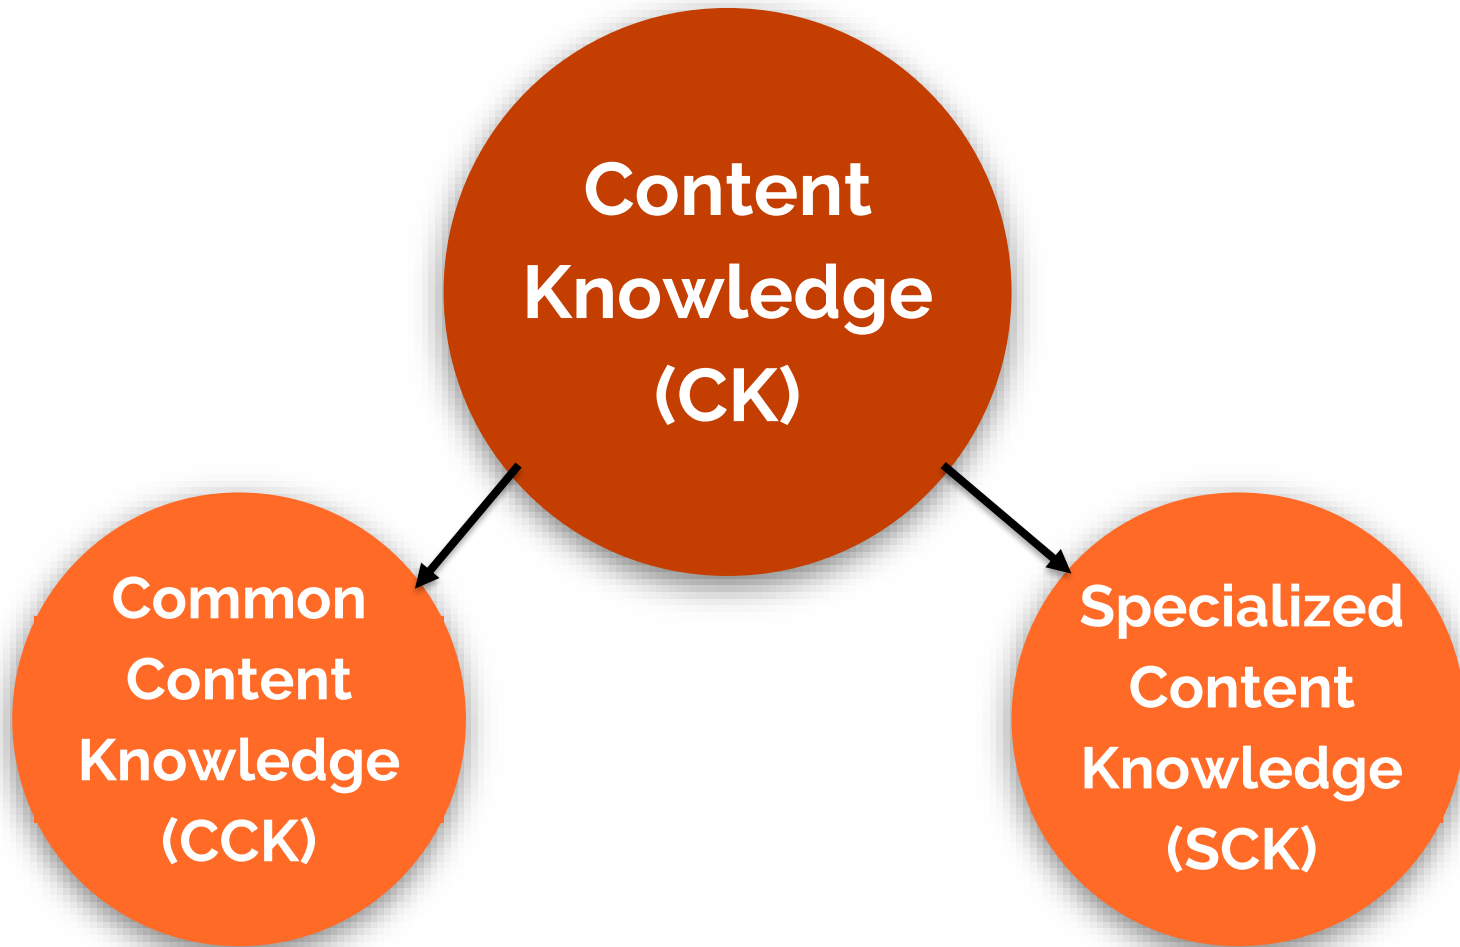 Content
Knowledge
(CK)
Common
Content
Knowledge
(CCK)
Specialized
Content
Knowledge
(SCK)